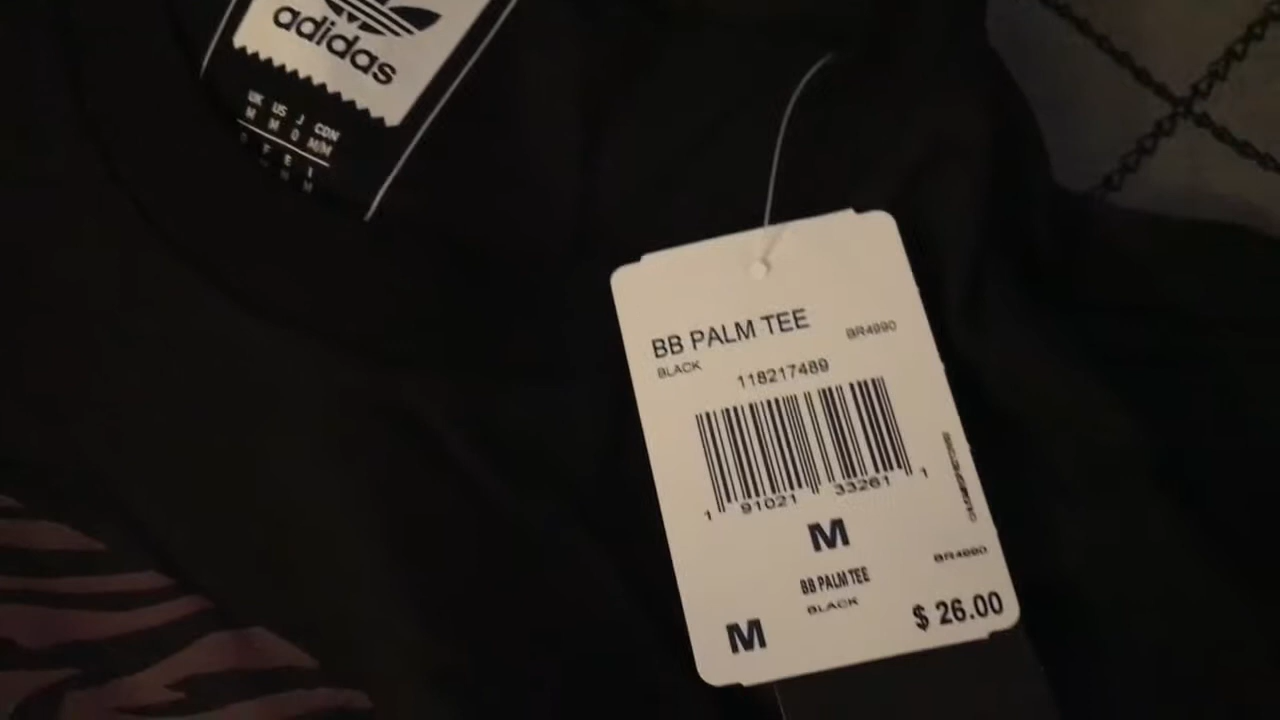 adidas
UK US J CDN
M M O M/M
BB PALM TEE
BR4990
BLACK
118217489
1 91021 33261 1
M
BR4990
BB PALM TEE
BLACK
M
$ 26.00